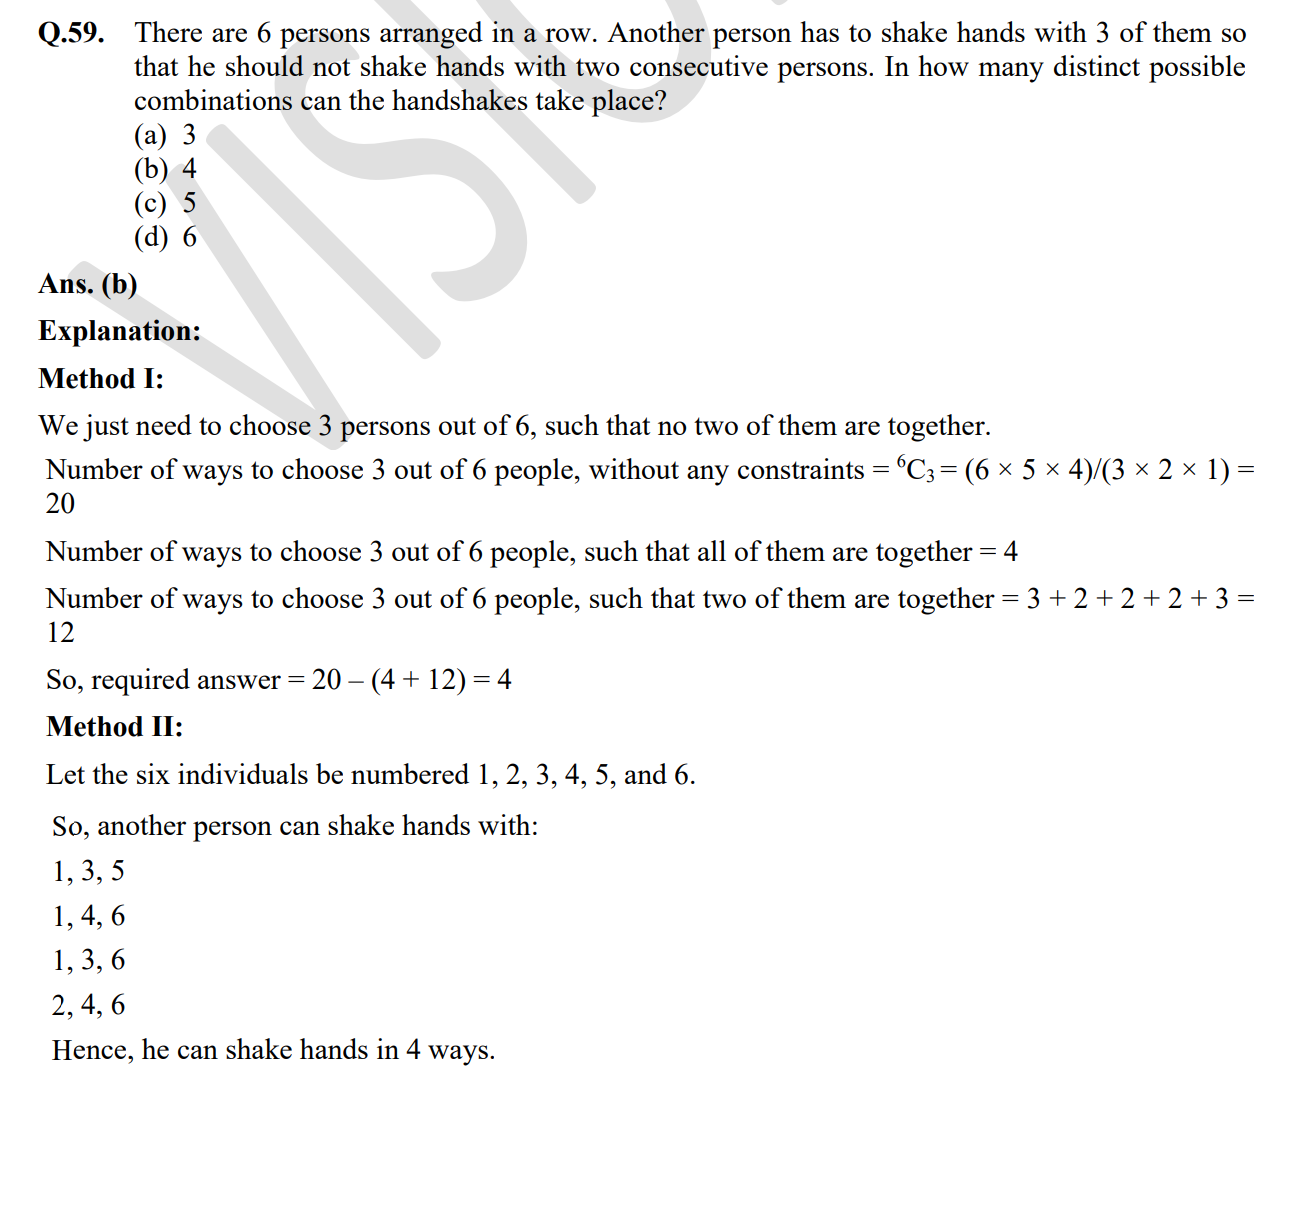 Q.59. There are 6 persons arranged in a row. Another person has to shake hands with 3 of them so
that he should not shake hands with two consecutive persons. In how many distinct possible
combinations can the handshakes take place?
(a) 3
(b) 4
(c) 5
(d) 6
Ans. (b)
Explanation:
Method I:
We just need to choose 3 persons out of 6, such that no two of them are together.
Number of ways to choose 3 out of 6 people, without any constraints = ⁶C₃ = (6 × 5 × 4)/(3 × 2 × 1) =
20
Number of ways to choose 3 out of 6 people, such that all of them are together = 4
Number of ways to choose 3 out of 6 people, such that two of them are together = 3 + 2 + 2 + 2 + 3 =
12
So, required answer = 20 – (4 + 12) = 4
Method II:
Let the six individuals be numbered 1, 2, 3, 4, 5, and 6.
So, another person can shake hands with:
1, 3, 5
1, 4, 6
1, 3, 6
2, 4, 6
Hence, he can shake hands in 4 ways.
VISIO